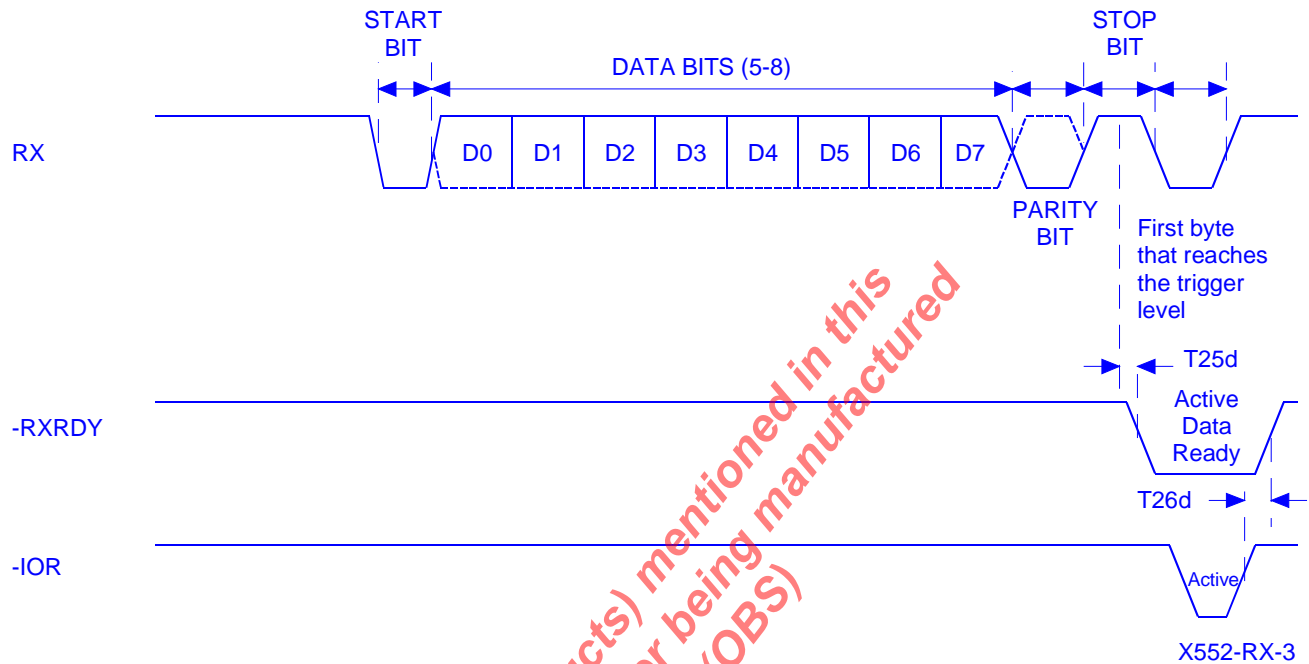 START
BIT
STOP
BIT
DATA BITS (5-8)
RX
D0 D1 D2 D3 D4 D5 D6 D7
PARITY
BIT
First byte
that reaches
the trigger
level
T25d
-RXRDY
Active
Data
Ready
T26d
-IOR
Active
X552-RX-3
cts) mentioned in this
r being manufactured
(OBS)